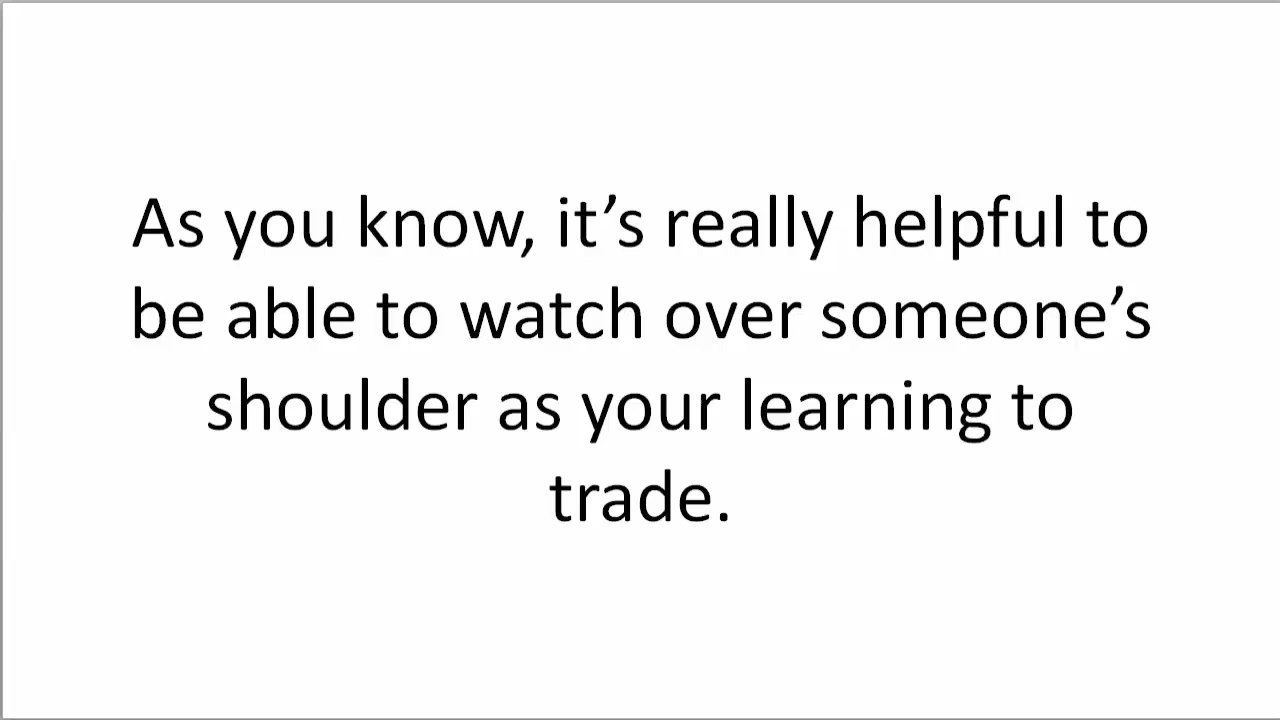 As you know, it’s really helpful to
be able to watch over someone’s
shoulder as your learning to
trade.